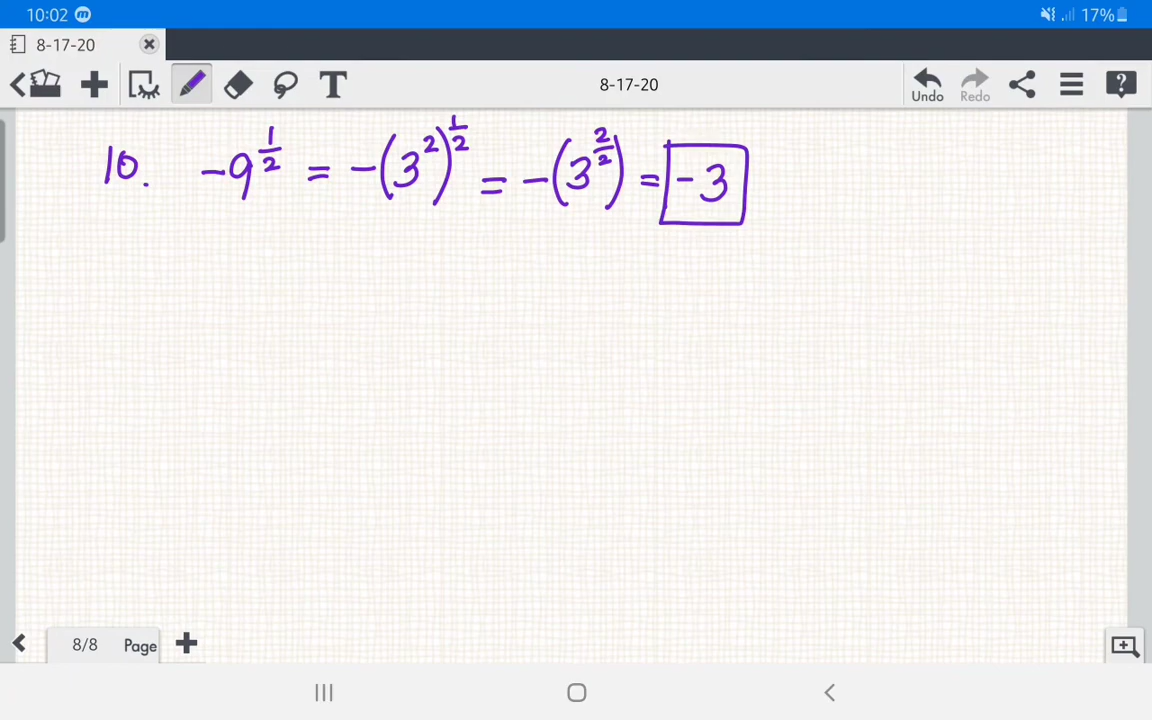 10:02 m 17%
8-17-20
T 8-17-20 Undo Redo ?
10. -9^(1/2) = -(3^2)^(1/2) = -(3^(2/2)) = -3
8/8 Page